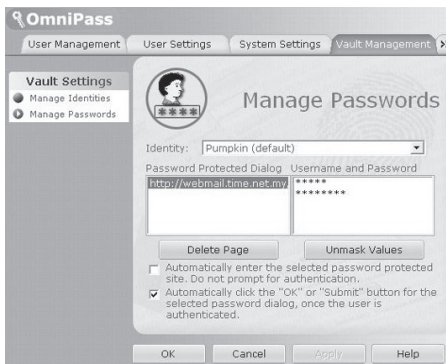 OmniPass
User Management
User Settings
System Settings
Vault Management
Vault Settings
Manage Identities
Manage Passwords
****
Manage Passwords
Identity: Pumpkin (default)
Password Protected Dialog
Username and Password
http://webmail.time.net.my
*****
********
Delete Page
Unmask Values
Automatically enter the selected password protected
site. Do not prompt for authentication.
Automatically click the "OK" or "Submit" button for the
selected password dialog, once the user is
authenticated.
OK
Cancel
Apply
Help